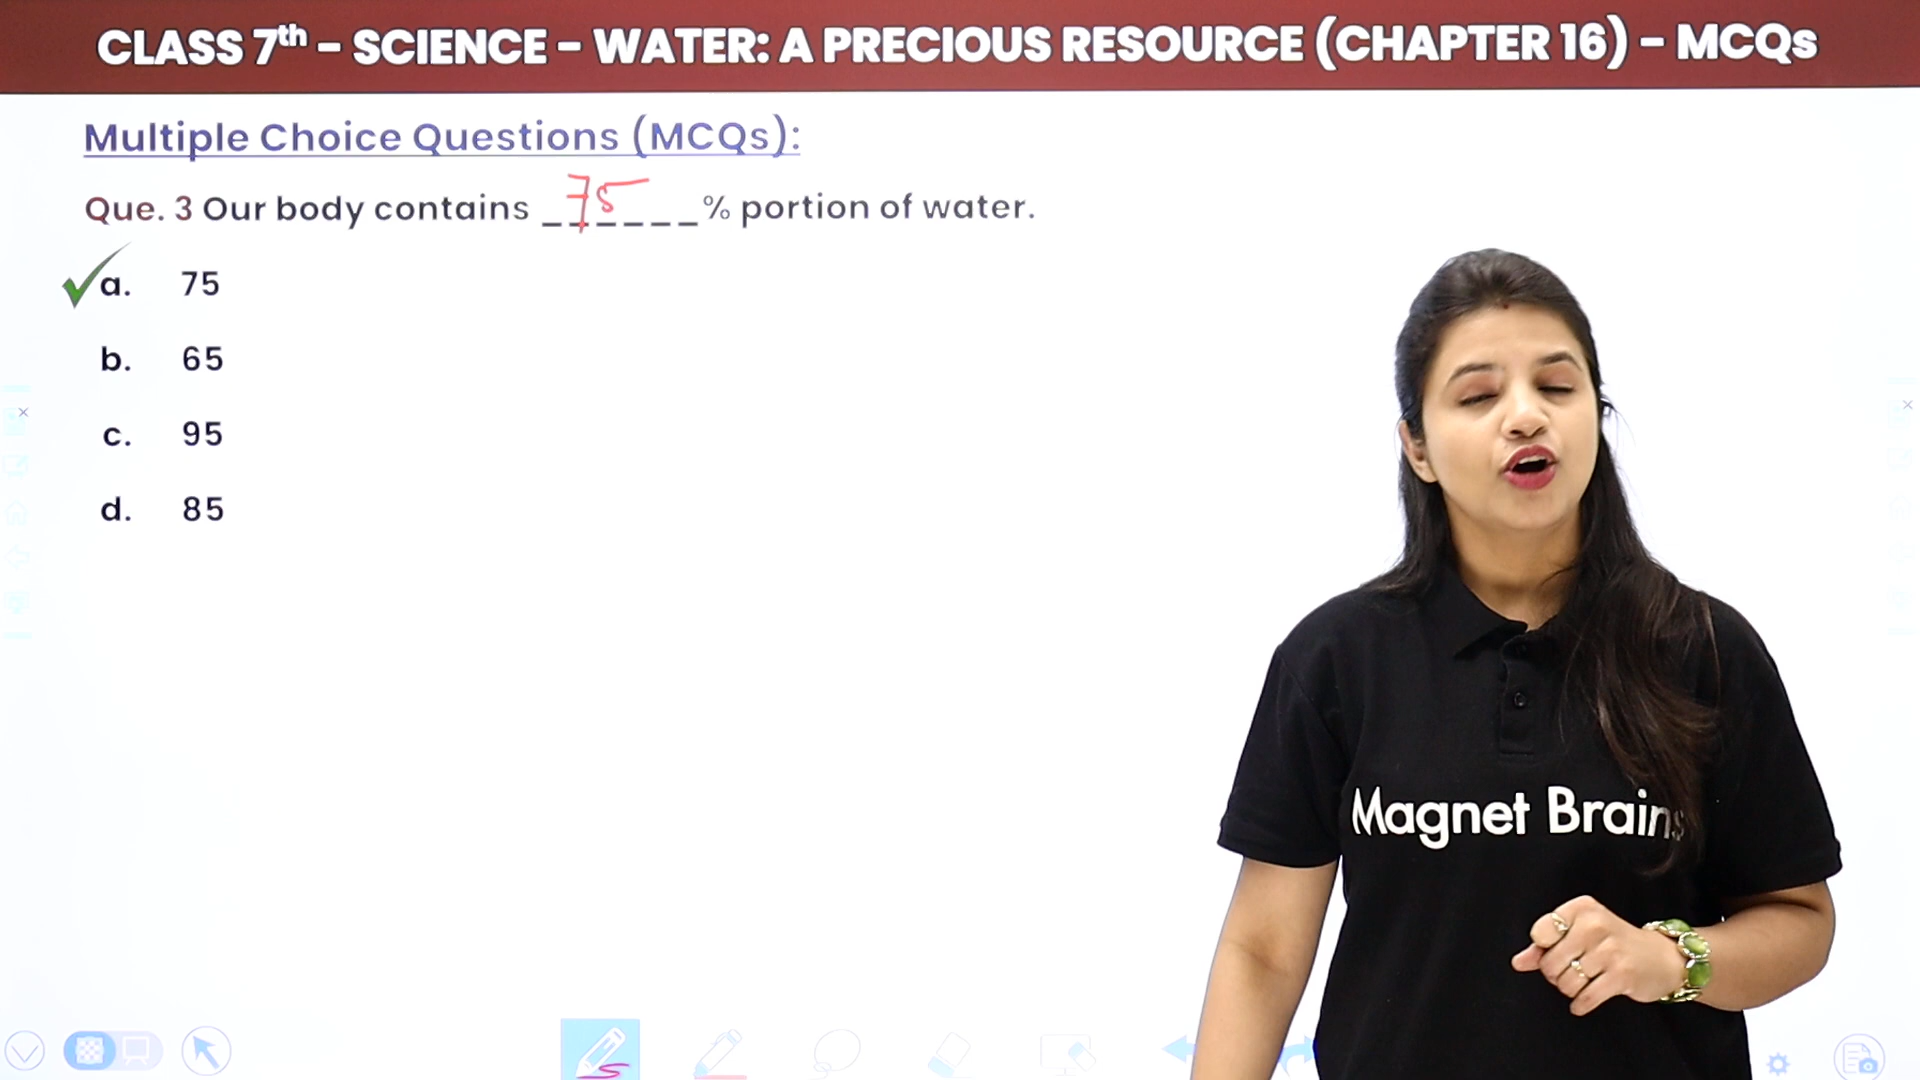 CLASS 7th – SCIENCE – WATER: A PRECIOUS RESOURCE (CHAPTER 16) – MCQs
Multiple Choice Questions (MCQs):
Que. 3 Our body contains _ 75 _ _ _ _% portion of water.
a. 75
b. 65
c. 95
d. 85
Magnet Brains